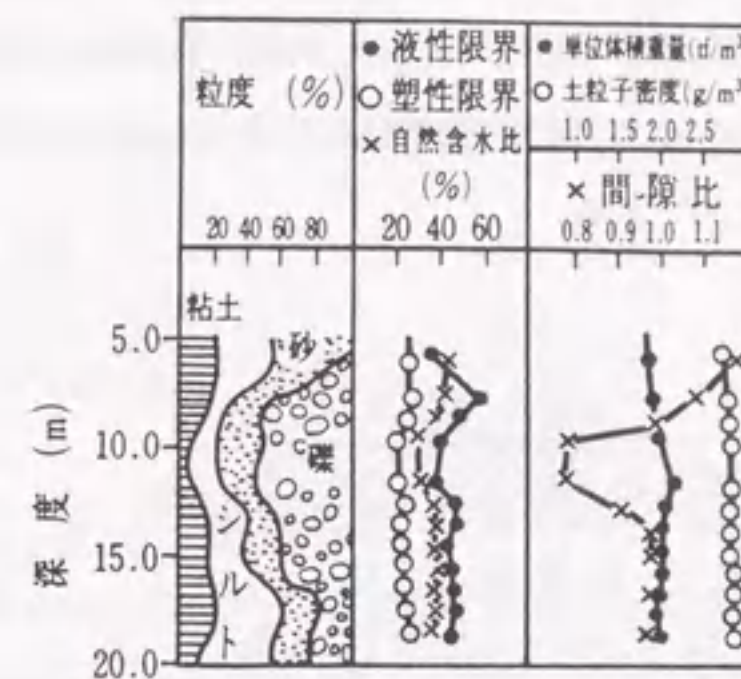 粒度 (%)
20 40 60 80
● 液性限界
○ 塑性限界
× 自然含水比
(%)
20 40 60
● 単位体積重量(tf/m³
○ 土粒子密度(g/m³
1.0 1.5 2.0 2.5
× 間隙比
0.8 0.9 1.0 1.1
粘土
砂
礫
シルト
深度 (m)
5.0
10.0
15.0
20.0